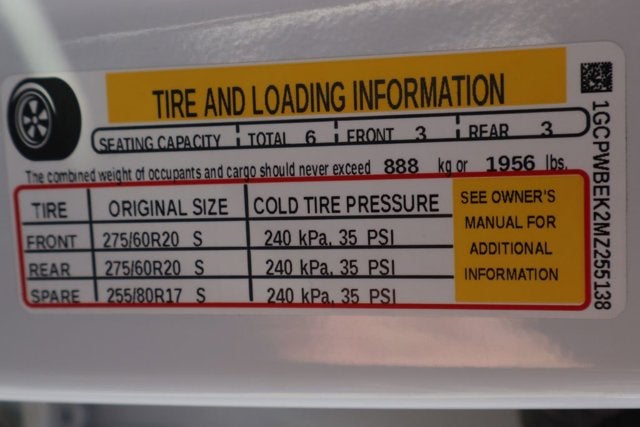 TIRE AND LOADING INFORMATION
SEATING CAPACITY TOTAL 6 FRONT 3 REAR 3
The combined weight of occupants and cargo should never exceed 888 kg or 1956 lbs.
TIRE ORIGINAL SIZE COLD TIRE PRESSURE
FRONT 275/60R20 S 240 kPa, 35 PSI
REAR 275/60R20 S 240 kPa, 35 PSI
SPARE 255/80R17 S 240 kPa, 35 PSI
SEE OWNER'S
MANUAL FOR
ADDITIONAL
INFORMATION
1GCPWBEK2MZ255138